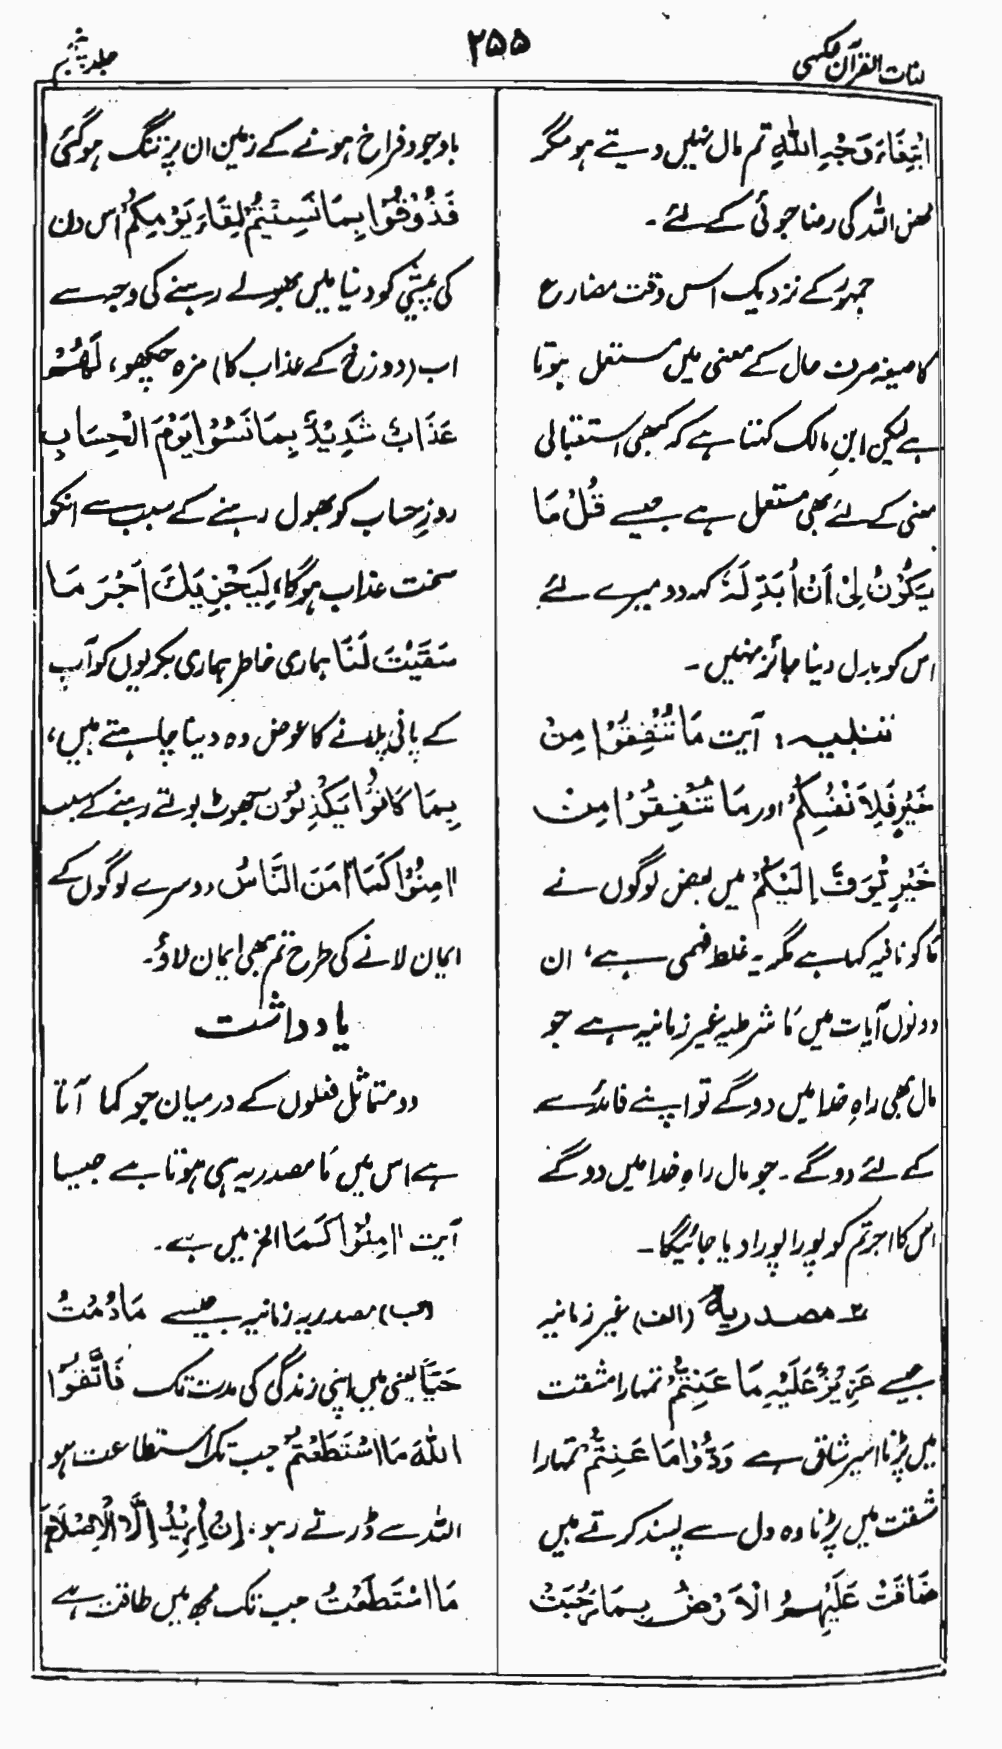 لغات القرآن مکمل
۲۵۵
جلد پنجم
ابْتِغَاءَ وَجْہِ اللّٰہِ تم مال نہیں دیتے ہو مگر
محض اللہ کی رضا جوئی کے لئے۔
جمہور کے نزدیک اس وقت مضارع
کا صیغہ صرف حال کے معنی میں مستعمل ہوتا
ہے لیکن ابنِ مالک کہتا ہے کہ کبھی استقبالی
معنی کے لئے بھی مستعمل ہے جیسے قُلْ مَا
یَکُوْنُ لِیْ اَنْ اُبَدِّلَہٗ کہہ دو میرے لئے
اس کو بدل دینا جائز نہیں۔
تنبیہ : آیت مَا تُنْفِقُوْا مِنْ
خَیْرٍ فَلِاَنْفُسِکُمْ اور مَا تُنْفِقُوْا مِنْ
خَیْرٍ یُّوَفَّ اِلَیْکُمْ میں بعض لوگوں نے
مَا کو نافیہ کہا ہے مگر یہ غلط فہمی ہے، ان
دونوں آیات میں مَا شرطیہ غیر زمانیہ ہے جو
مال بھی راہِ خدا میں دو گے تو اپنے فائدے
کے لئے دو گے۔ جو مال راہِ خدا میں دو گے
اس کا اجر تم کو پورا پورا دیا جائیگا۔
مصدریہ (الف) غیر زمانیہ
جیسے عَزِیْزٌ عَلَیْہِ مَا عَنِتُّمْ تمہارا مشقت
میں پڑنا اسپر شاق ہے وَدُّوْا مَا عَنِتُّمْ تمہارا
مشقت میں پڑنا وہ دل سے پسند کرتے ہیں
ضَاقَتْ عَلَیْہِمُ الْاَرْضُ بِمَا رَحُبَتْ
باوجود فراخ ہونے کے زمین ان پر تنگ ہوگئی
فَذُوْقُوْا بِمَا نَسِیْتُمْ لِقَاءَ یَوْمِکُمْ اس دن
کی پیشی کو دنیا میں بھولے رہنے کی وجہ سے
اب (دوزخ کے عذاب کا) مزہ چکھو، لَہُمْ
عَذَابٌ شَدِیْدٌ بِمَا نَسُوْا یَوْمَ الْحِسَابِ
روزِ حساب کو بھول رہنے کے سبب سے انکو
سخت عذاب ہوگا، لِیَجْزِیَکَ اَجْرَ مَا
سَقَیْتَ لَنَا ہماری خاطر ہماری بکریوں کو آپ
کے پانی پلانے کا عوض وہ دینا چاہتے ہیں،
بِمَا کَانُوْا یَکْذِبُوْنَ جھوٹ بولتے رہنے کے سبب
اٰمِنُوْا کَمَا اٰمَنَ النَّاسُ دوسرے لوگوں کے
ایمان لانے کی طرح تم بھی ایمان لاؤ۔
یادداشت
دو متماثل فعلوں کے درمیان جو کما آتا
ہے اس میں مَا مصدریہ ہی ہوتا ہے جیسا
آیت اٰمِنُوْا کَمَا الخ میں ہے۔
(ب) مصدریہ زمانیہ جیسے مَا دُمْتُ
حَیًّا یعنی میں اپنی زندگی کی مدت تک فَاتَّقُوْا
اللّٰہَ مَا اسْتَطَعْتُمْ جب تک استطاعت ہو
اللہ سے ڈرتے رہو، اِنْ اُرِیْدُ اِلَّا الْاِصْلَاحَ
مَا اسْتَطَعْتُ جب تک مجھ میں طاقت ہے